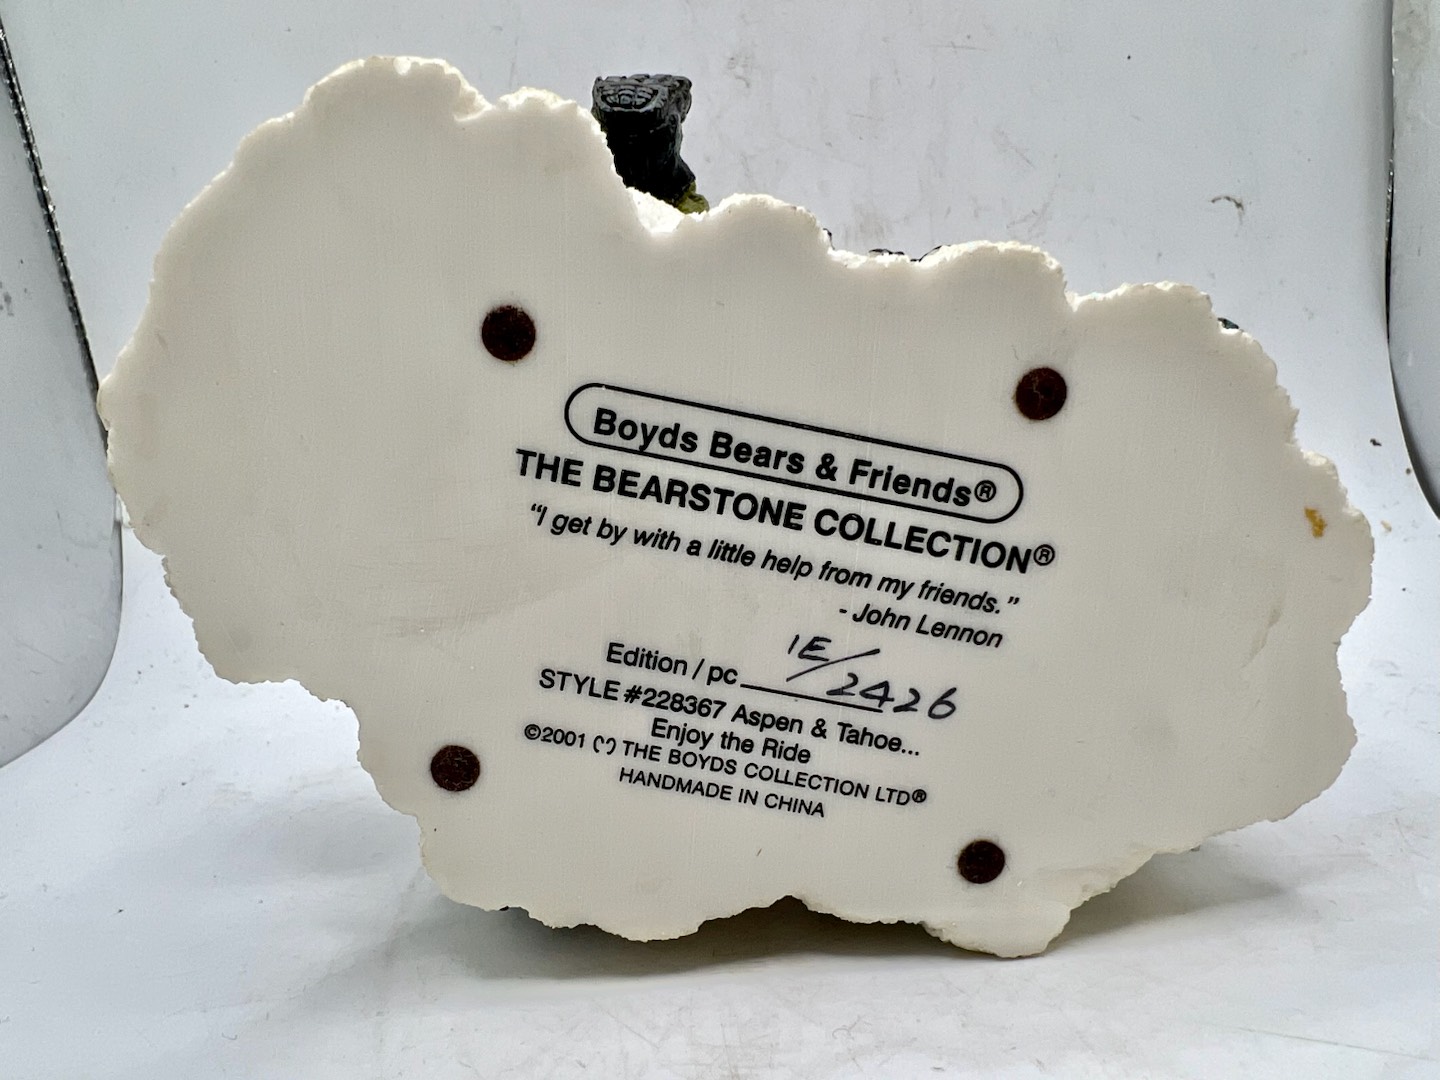 Boyds Bears & Friends®
THE BEARSTONE COLLECTION®
"I get by with a little help from my friends."
- John Lennon
Edition / pc 1E/2426
STYLE #228367 Aspen & Tahoe...
Enjoy the Ride
©2001 THE BOYDS COLLECTION LTD®
HANDMADE IN CHINA